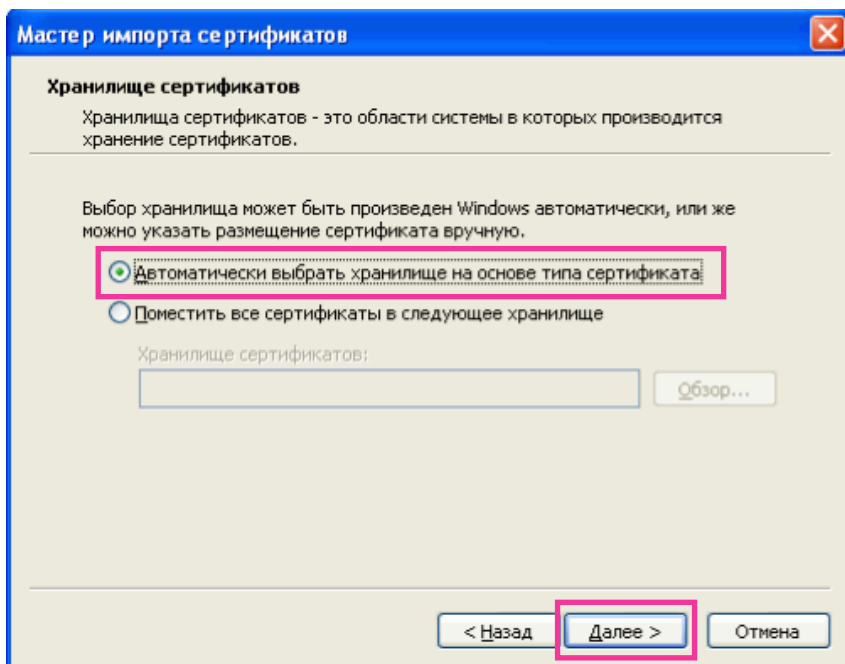 Мастер импорта сертификатов
Хранилище сертификатов
Хранилища сертификатов - это области системы в которых производится
хранение сертификатов.
Выбор хранилища может быть произведен Windows автоматически, или же
можно указать размещение сертификата вручную.
Автоматически выбрать хранилище на основе типа сертификата
Поместить все сертификаты в следующее хранилище
Хранилище сертификатов:
Обзор...
< Назад
Далее >
Отмена